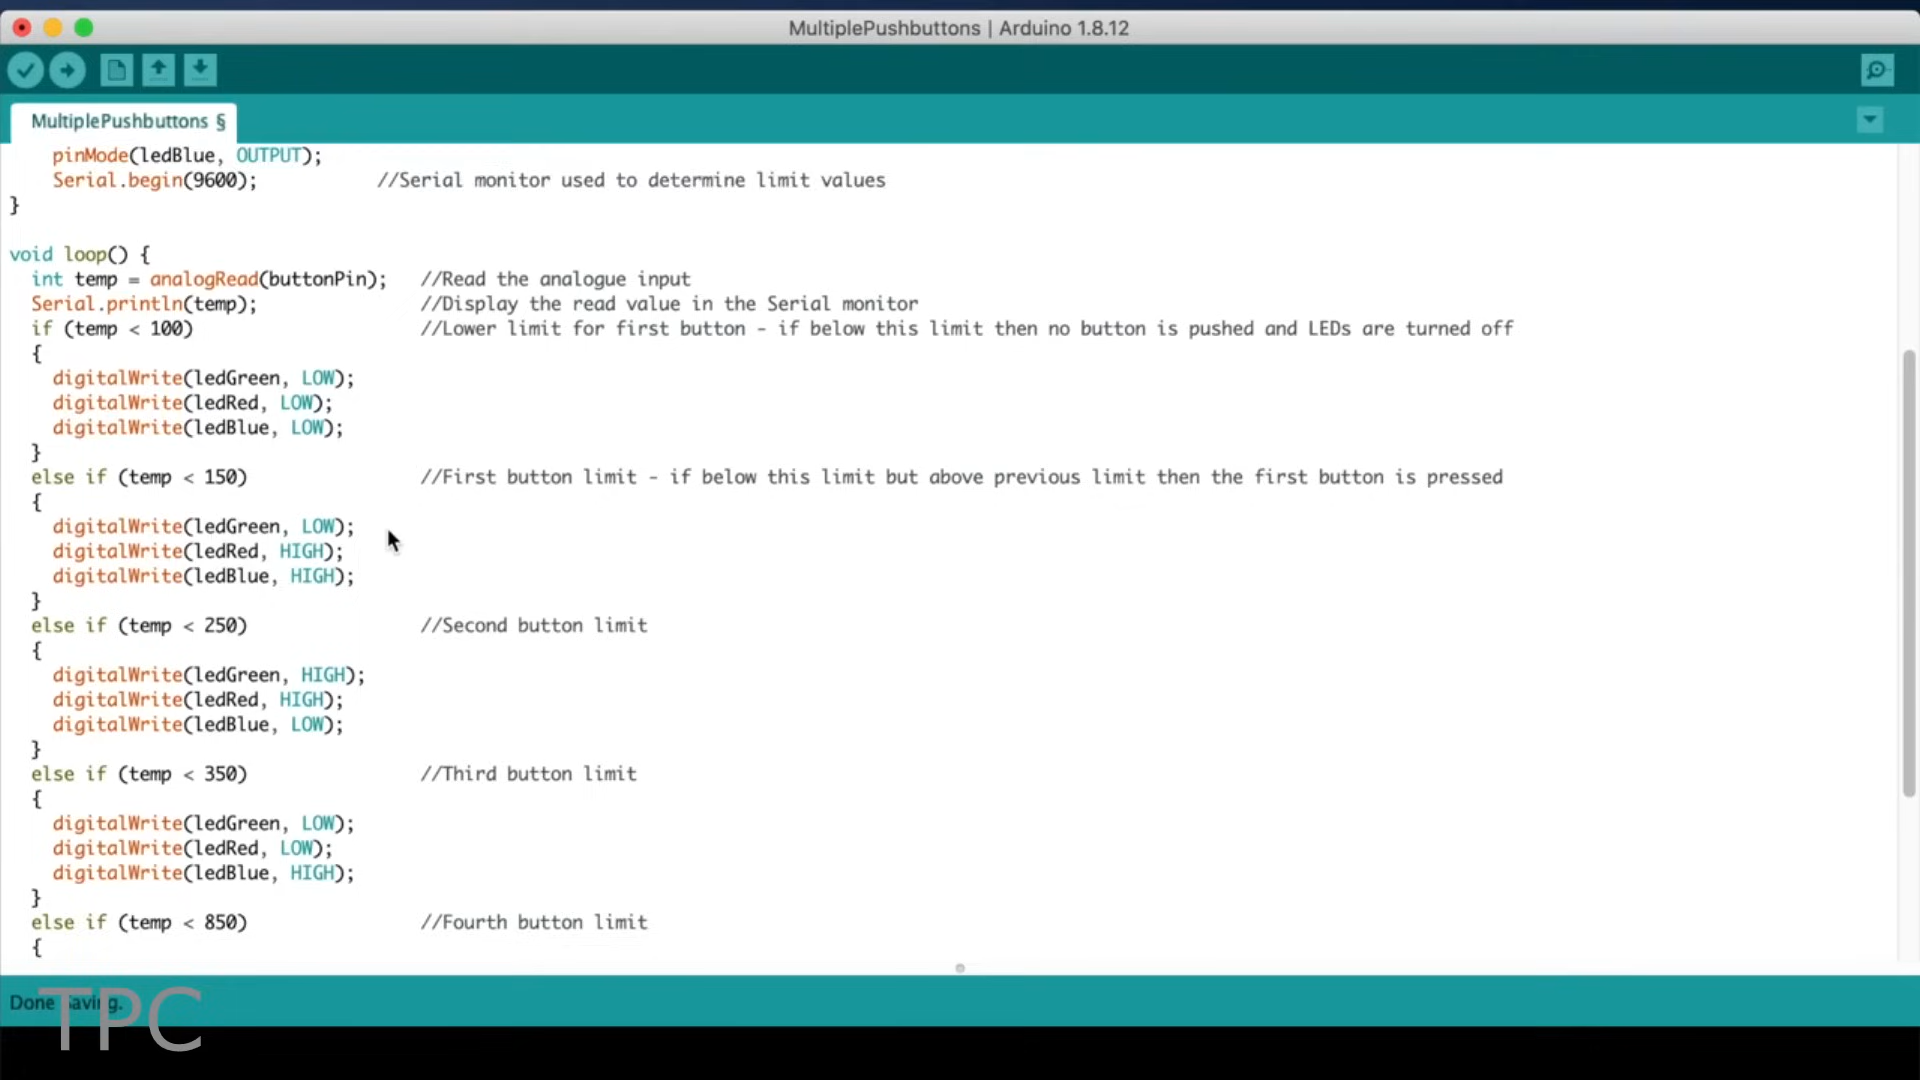 MultiplePushbuttons | Arduino 1.8.12
MultiplePushbuttons §
pinMode(ledBlue, OUTPUT);
Serial.begin(9600); //Serial monitor used to determine limit values
}
void loop() {
int temp = analogRead(buttonPin); //Read the analogue input
Serial.println(temp); //Display the read value in the Serial monitor
if (temp < 100) //Lower limit for first button - if below this limit then no button is pushed and LEDs are turned off
{
digitalWrite(ledGreen, LOW);
digitalWrite(ledRed, LOW);
digitalWrite(ledBlue, LOW);
}
else if (temp < 150) //First button limit - if below this limit but above previous limit then the first button is pressed
{
digitalWrite(ledGreen, LOW);
digitalWrite(ledRed, HIGH);
digitalWrite(ledBlue, HIGH);
}
else if (temp < 250) //Second button limit
{
digitalWrite(ledGreen, HIGH);
digitalWrite(ledRed, HIGH);
digitalWrite(ledBlue, LOW);
}
else if (temp < 350) //Third button limit
{
digitalWrite(ledGreen, LOW);
digitalWrite(ledRed, LOW);
digitalWrite(ledBlue, HIGH);
}
else if (temp < 850) //Fourth button limit
{
Done Saving.
TPC